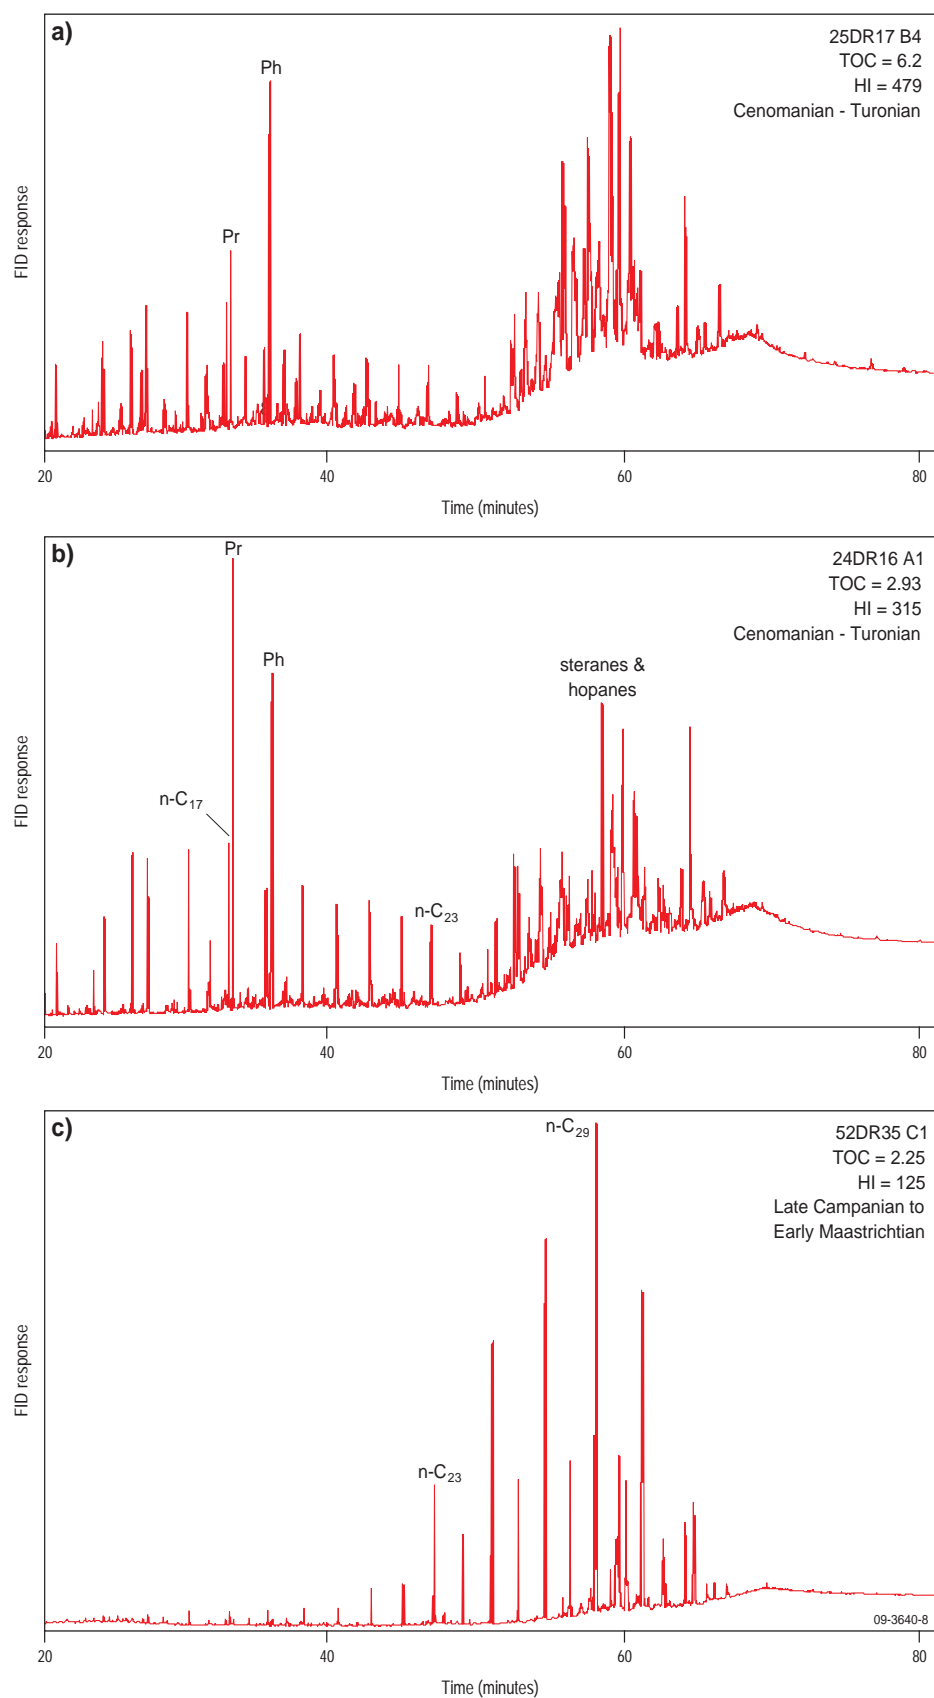 a)
25DR17 B4
TOC = 6.2
HI = 479
Cenomanian - Turonian
Ph
Pr
FID response
20 40 60 80
Time (minutes)
b)
24DR16 A1
TOC = 2.93
HI = 315
Cenomanian - Turonian
Pr
Ph
steranes &
hopanes
n-C17
n-C23
FID response
20 40 60 80
Time (minutes)
c)
52DR35 C1
TOC = 2.25
HI = 125
Late Campanian to
Early Maastrichtian
n-C29
n-C23
FID response
09-3640-8
20 40 60 80
Time (minutes)